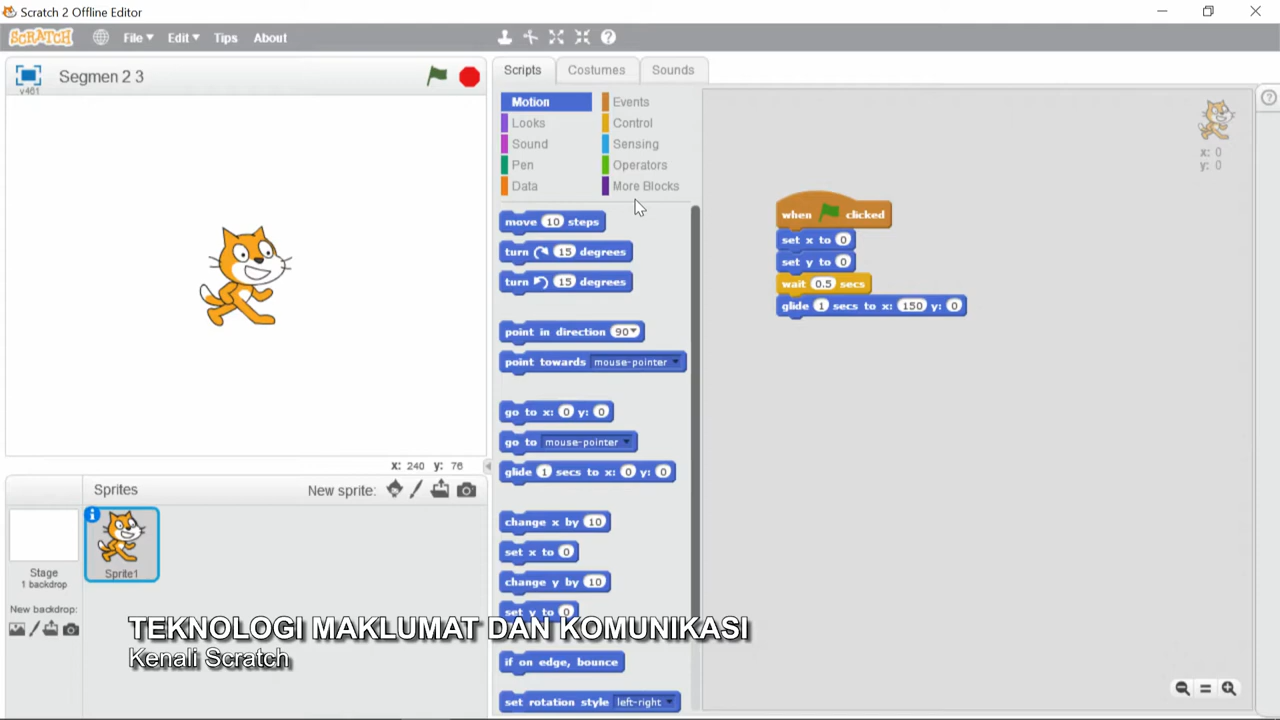 Scratch 2 Offline Editor
SCRATCH File Edit Tips About
Segmen 2 3
v461
Scripts Costumes Sounds
Motion Events
Looks Control
Sound Sensing
Pen Operators
Data More Blocks
move 10 steps
turn 15 degrees
turn 15 degrees
point in direction 90
point towards mouse-pointer
go to x: 0 y: 0
go to mouse-pointer
glide 1 secs to x: 0 y: 0
change x by 10
set x to 0
change y by 10
set y to 0
if on edge, bounce
set rotation style left-right
when clicked
set x to 0
set y to 0
wait 0.5 secs
glide 1 secs to x: 150 y: 0
x: 0
y: 0
x: 240 y: 76
Sprites New sprite:
Stage
1 backdrop
Sprite1
New backdrop:
TEKNOLOGI MAKLUMAT DAN KOMUNIKASI
Kenali Scratch